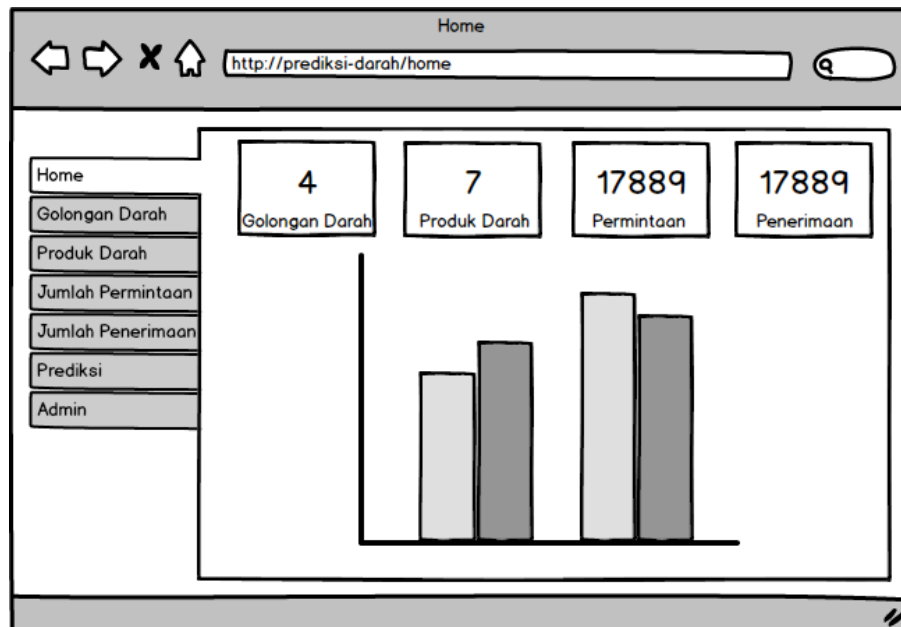 Home
http://prediksi-darah/home
Home
Golongan Darah
Produk Darah
Jumlah Permintaan
Jumlah Penerimaan
Prediksi
Admin
4
Golongan Darah
7
Produk Darah
17889
Permintaan
17889
Penerimaan